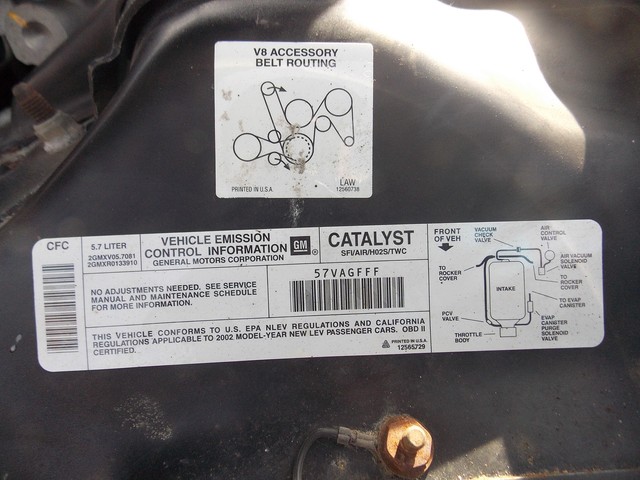 V8 ACCESSORY
BELT ROUTING
PRINTED IN U.S.A
LAW
12560738
CFC
5.7 LITER
2GMXV05.7081
2GMXR0133910
VEHICLE EMISSION
CONTROL INFORMATION
GENERAL MOTORS CORPORATION
GM
®
CATALYST
SFI/AIR/HO2S/TWC
NO ADJUSTMENTS NEEDED. SEE SERVICE
MANUAL AND MAINTENANCE SCHEDULE
FOR MORE INFORMATION.
57VAGFFF
THIS VEHICLE CONFORMS TO U.S. EPA NLEV REGULATIONS AND CALIFORNIA
REGULATIONS APPLICABLE TO 2002 MODEL-YEAR NEW LEV PASSENGER CARS. OBD II
CERTIFIED.
PRINTED IN U.S.A
12565729
FRONT
OF VEH
VACUUM
CHECK
VALVE
AIR
CONTROL
VALVE
AIR VACUUM
SOLENOID
VALVE
TO
ROCKER
COVER
INTAKE
TO
ROCKER
COVER
TO EVAP
CANISTER
PCV
VALVE
EVAP
CANISTER
PURGE
SOLENOID
VALVE
THROTTLE
BODY